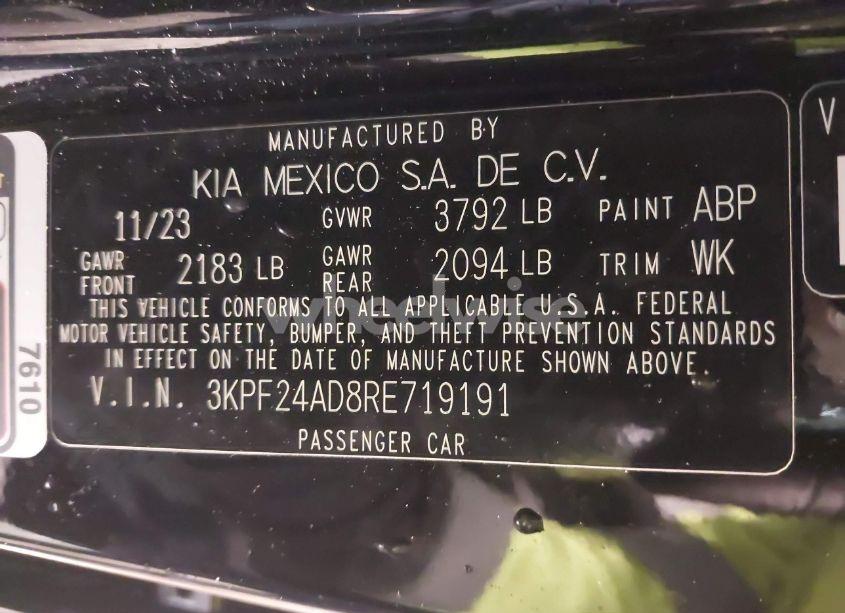 MANUFACTURED BY
KIA MEXICO S.A. DE C.V.
11/23 GVWR 3792 LB PAINT ABP
GAWR FRONT 2183 LB GAWR REAR 2094 LB TRIM WK
THIS VEHICLE CONFORMS TO ALL APPLICABLE U.S.A. FEDERAL
MOTOR VEHICLE SAFETY, BUMPER, AND THEFT PREVENTION STANDARDS
IN EFFECT ON THE DATE OF MANUFACTURE SHOWN ABOVE.
V.I.N. 3KPF24AD8RE719191
PASSENGER CAR
7610
V